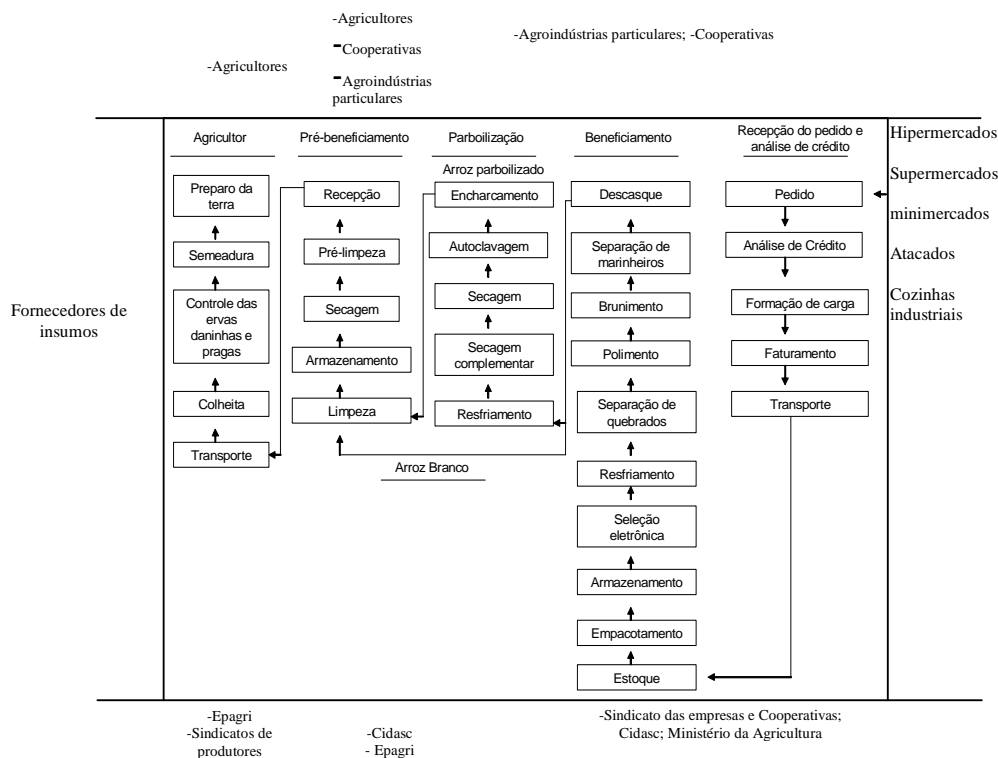 -Agricultores
-Agricultores
-Cooperativas
-Agroindústrias
particulares
-Agroindústrias particulares; -Cooperativas
Fornecedores de
insumos
Agricultor
Preparo da
terra
Semeadura
Controle das
ervas
daninhas e
pragas
Colheita
Transporte
Pré-beneficiamento
Recepção
Pré-limpeza
Secagem
Armazenamento
Limpeza
Parboilização
Arroz parboilizado
Encharcamento
Autoclavagem
Secagem
Secagem
complementar
Resfriamento
Arroz Branco
Beneficiamento
Descasque
Separação de
marinheiros
Brunimento
Polimento
Separação de
quebrados
Resfriamento
Seleção
eletrônica
Armazenamento
Empacotamento
Estoque
Recepção do pedido e
análise de crédito
Pedido
Análise de Crédito
Formação de carga
Faturamento
Transporte
Hipermercados
Supermercados
minimercados
Atacados
Cozinhas
industriais
-Epagri
-Sindicatos de
produtores
-Cidasc
- Epagri
-Sindicato das empresas e Cooperativas;
Cidasc; Ministério da Agricultura